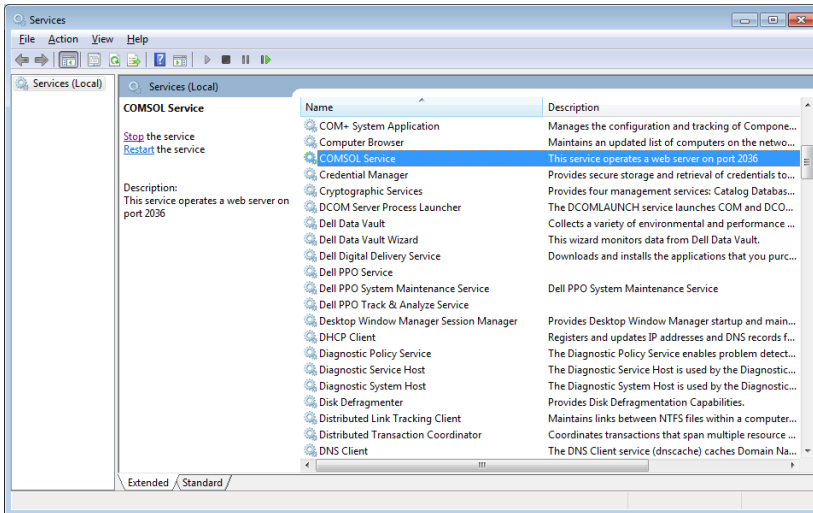 Services
File Action View Help
Services (Local)
Services (Local)
COMSOL Service
Stop the service
Restart the service
Description:
This service operates a web server on
port 2036
Name Description
COM+ System Application Manages the configuration and tracking of Compone...
Computer Browser Maintains an updated list of computers on the netwo...
COMSOL Service This service operates a web server on port 2036
Credential Manager Provides secure storage and retrieval of credentials to...
Cryptographic Services Provides four management services: Catalog Databas...
DCOM Server Process Launcher The DCOMLAUNCH service launches COM and DCO...
Dell Data Vault Collects a variety of environmental and performance ...
Dell Data Vault Wizard This wizard monitors data from Dell Data Vault.
Dell Digital Delivery Service Downloads and installs the applications that you purc...
Dell PPO Service
Dell PPO System Maintenance Service Dell PPO System Maintenance Service
Dell PPO Track & Analyze Service
Desktop Window Manager Session Manager Provides Desktop Window Manager startup and main...
DHCP Client Registers and updates IP addresses and DNS records f...
Diagnostic Policy Service The Diagnostic Policy Service enables problem detect...
Diagnostic Service Host The Diagnostic Service Host is used by the Diagnostic...
Diagnostic System Host The Diagnostic System Host is used by the Diagnostic...
Disk Defragmenter Provides Disk Defragmentation Capabilities.
Distributed Link Tracking Client Maintains links between NTFS files within a computer...
Distributed Transaction Coordinator Coordinates transactions that span multiple resource ...
DNS Client The DNS Client service (dnscache) caches Domain Na...
Extended Standard